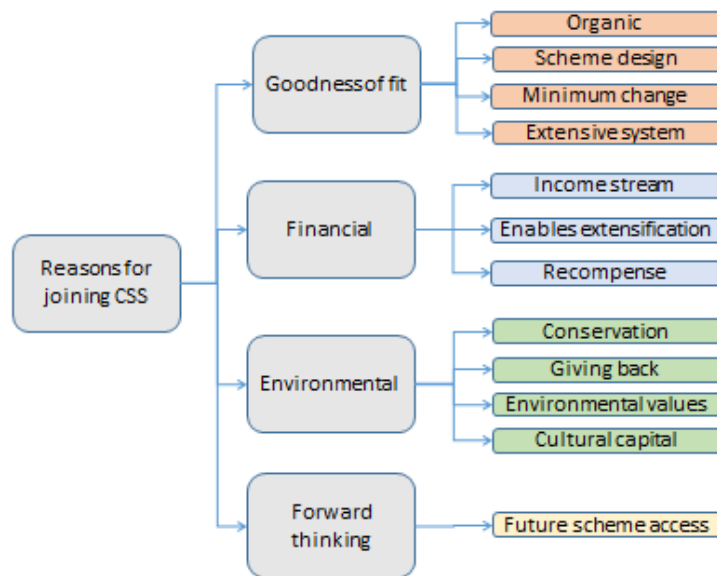 Reasons for
joining CSS
Goodness of fit
Organic
Scheme design
Minimum change
Extensive system
Financial
Income stream
Enables extensification
Recompense
Environmental
Conservation
Giving back
Environmental values
Cultural capital
Forward
thinking
Future scheme access